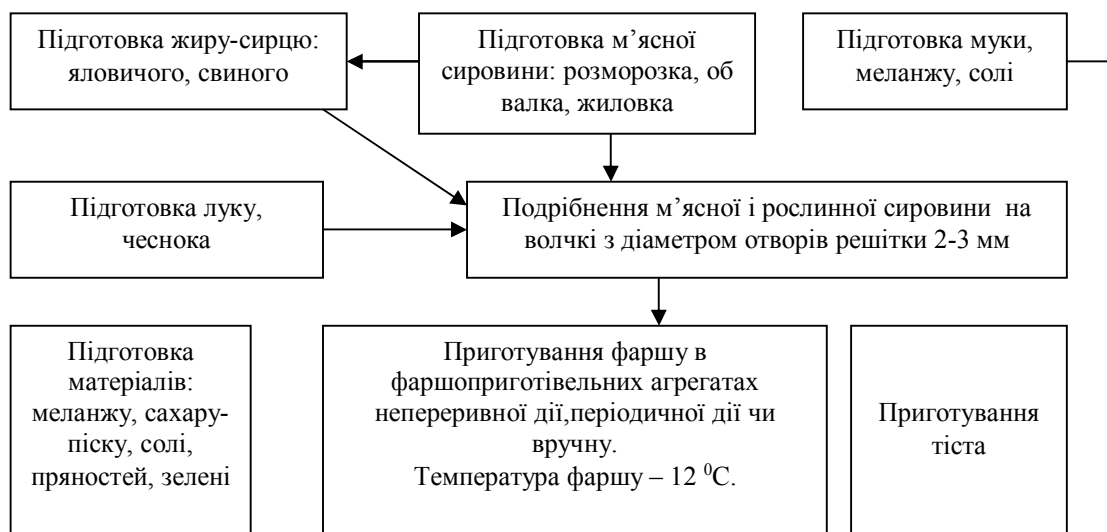 Підготовка жиру-сирцю:
яловичого, свиного
Підготовка м’ясної
сировини: розморозка, об
валка, жиловка
Підготовка муки,
меланжу, солі
Підготовка луку,
чеснока
Подрібнення м’ясної і рослинної сировини на
волчкі з діаметром отворів решітки 2-3 мм
Підготовка
матеріалів:
меланжу, сахару-
піску, солі,
пряностей, зелені
Приготування фаршу в
фаршоприготівельних агрегатах
непереривної дії,періодичної дії чи
вручну.
Температура фаршу – 12 ⁰С.
Приготування
тіста